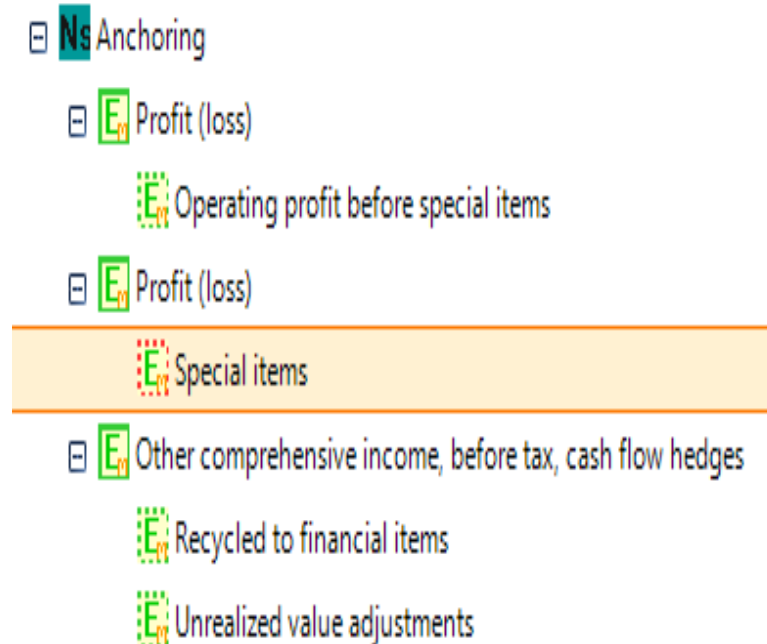 Ns Anchoring
E M Profit (loss)
E M Operating profit before special items
E M Profit (loss)
E M Special items
E M Other comprehensive income, before tax, cash flow hedges
E M Recycled to financial items
E M Unrealized value adjustments